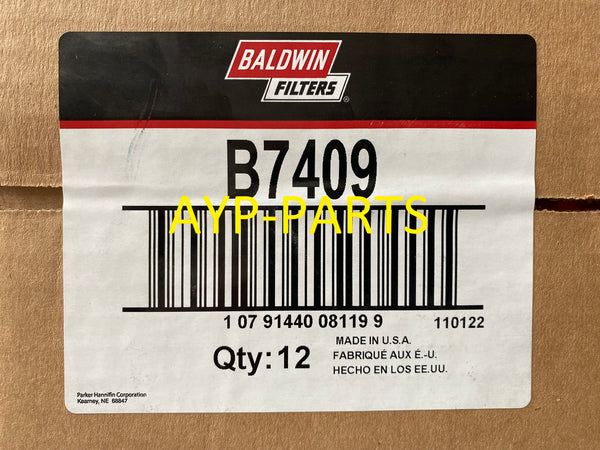 BALDWIN
FILTERS®
B7409
AYP-PARTS
1 07 91440 08119 9
110122
Qty: 12
MADE IN U.S.A.
FABRIQUÉ AUX É.-U.
HECHO EN LOS EE.UU.
Parker Hannifin Corporation
Kearney, NE 68847